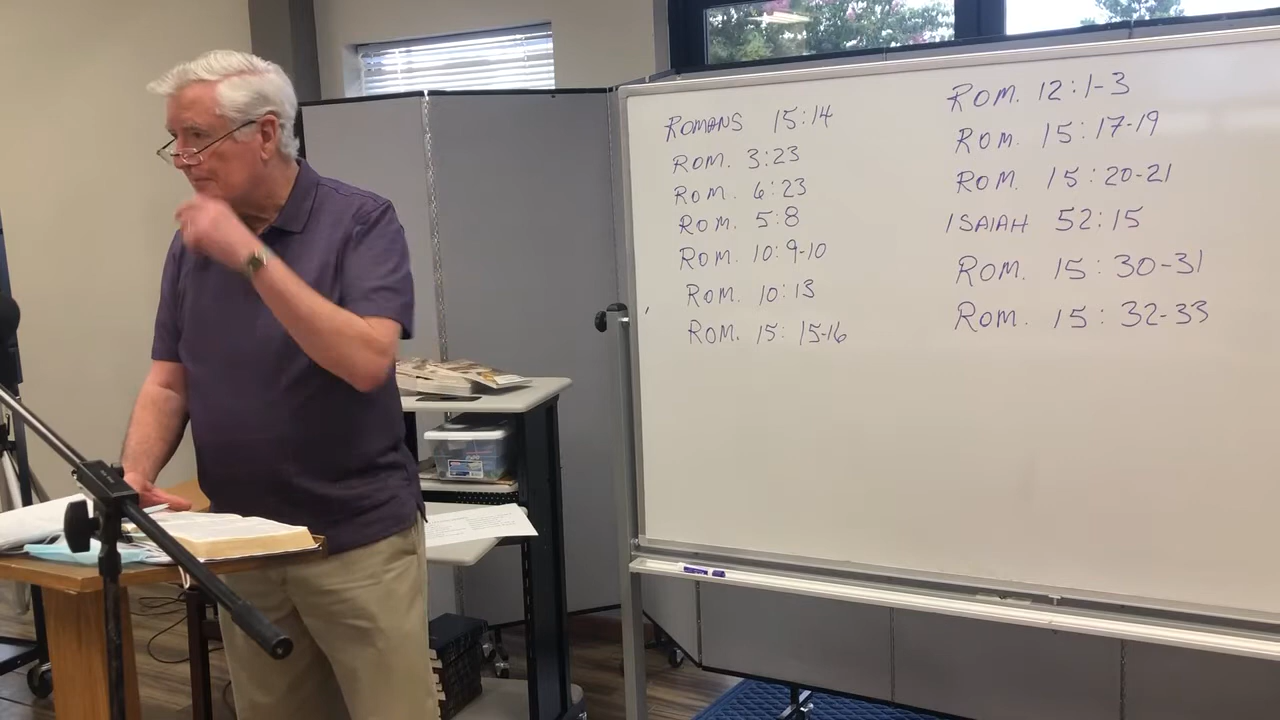 ROMANS 15:14
ROM. 3:23
ROM. 6:23
ROM. 5:8
ROM. 10:9-10
ROM. 10:13
ROM. 15:15-16
ROM. 12:1-3
ROM. 15:17-19
ROM. 15:20-21
ISAIAH 52:15
ROM. 15:30-31
ROM. 15:32-33